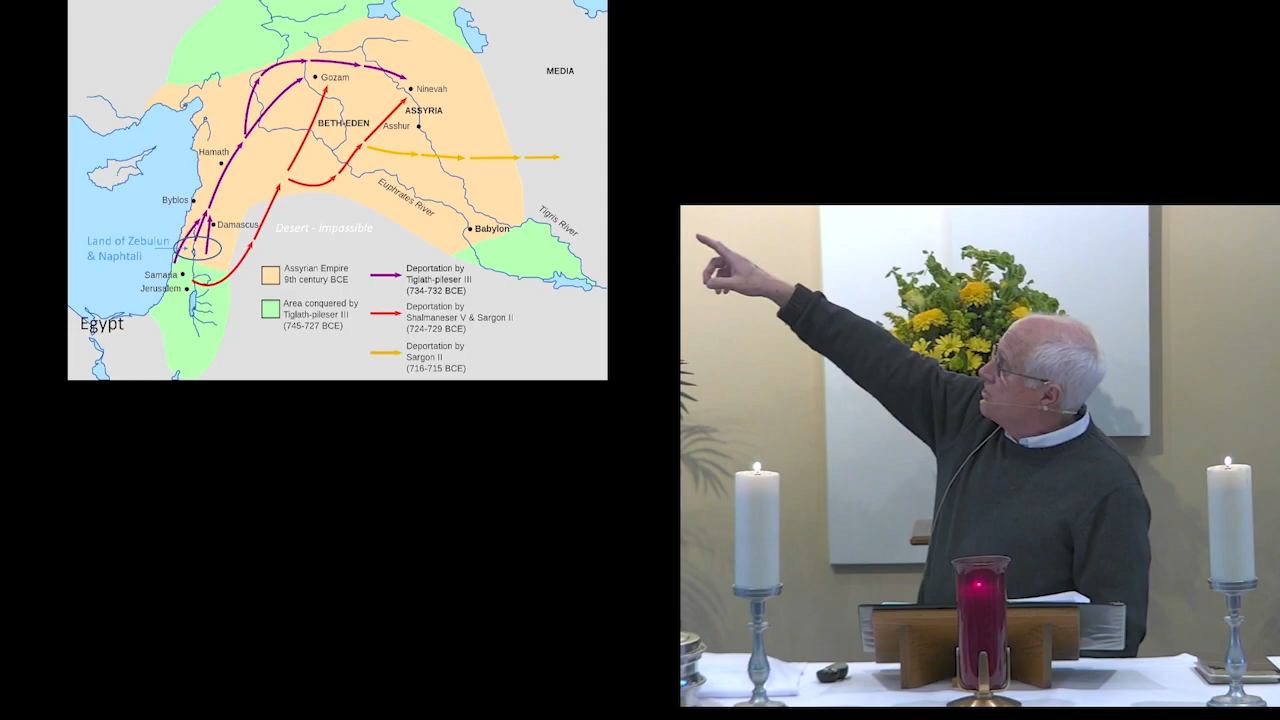 MEDIA
Gozam
Ninevah
ASSYRIA
BETH-EDEN
Asshur
Hamath
Euphrates River
Byblos
Tigris River
Damascus
Desert - Impassible
Babylon
Land of Zebulun
& Naphtali
Samaria
Jerusalem
Egypt
Assyrian Empire
9th century BCE
Area conquered by
Tiglath-pileser III
(745-727 BCE)
Deportation by
Tiglath-pileser III
(734-732 BCE)
Deportation by
Shalmaneser V & Sargon II
(724-729 BCE)
Deportation by
Sargon II
(716-715 BCE)